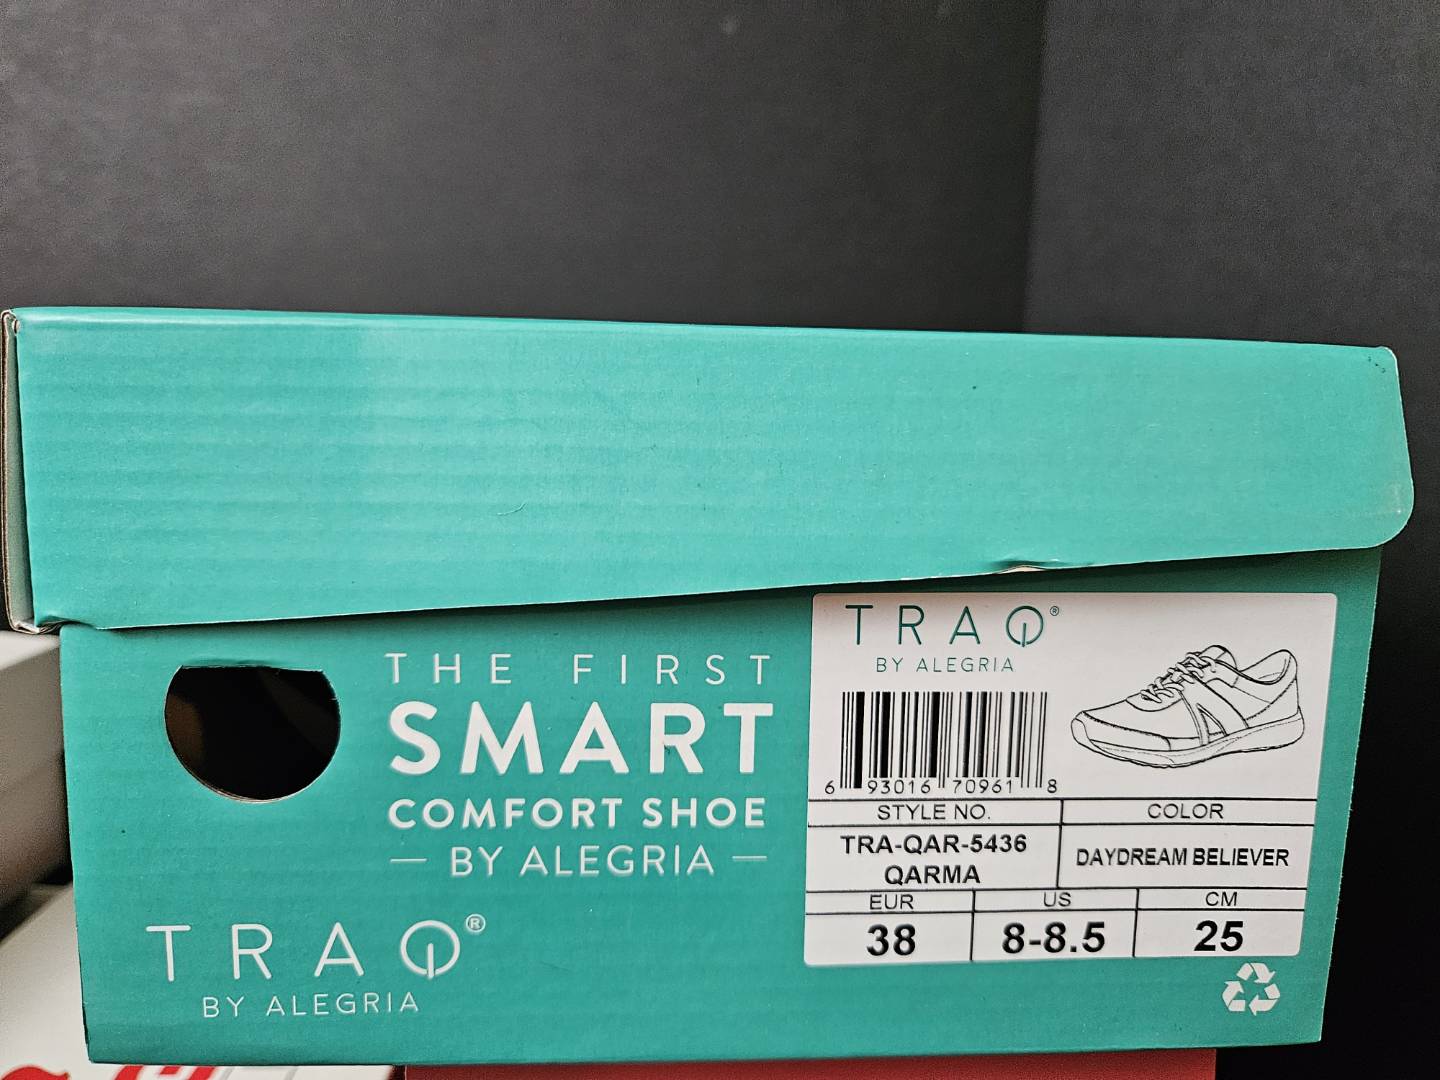 THE FIRST
SMART
COMFORT SHOE
— BY ALEGRIA —
TRAQ®
BY ALEGRIA
TRAQ®
BY ALEGRIA
6 93016 70961 8
STYLE NO. COLOR
TRA-QAR-5436
QARMA
DAYDREAM BELIEVER
EUR US CM
38 8-8.5 25